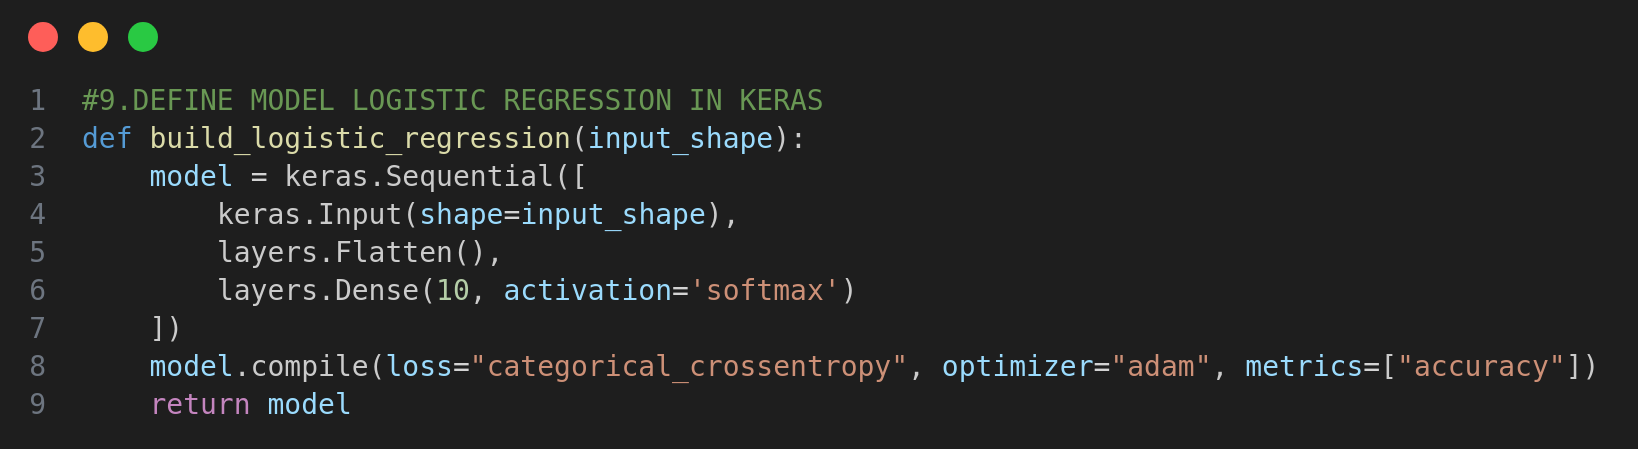 1 #9.DEFINE MODEL LOGISTIC REGRESSION IN KERAS
2 def build_logistic_regression(input_shape):
3     model = keras.Sequential([
4         keras.Input(shape=input_shape),
5         layers.Flatten(),
6         layers.Dense(10, activation='softmax')
7     ])
8     model.compile(loss="categorical_crossentropy", optimizer="adam", metrics=["accuracy"])
9     return model